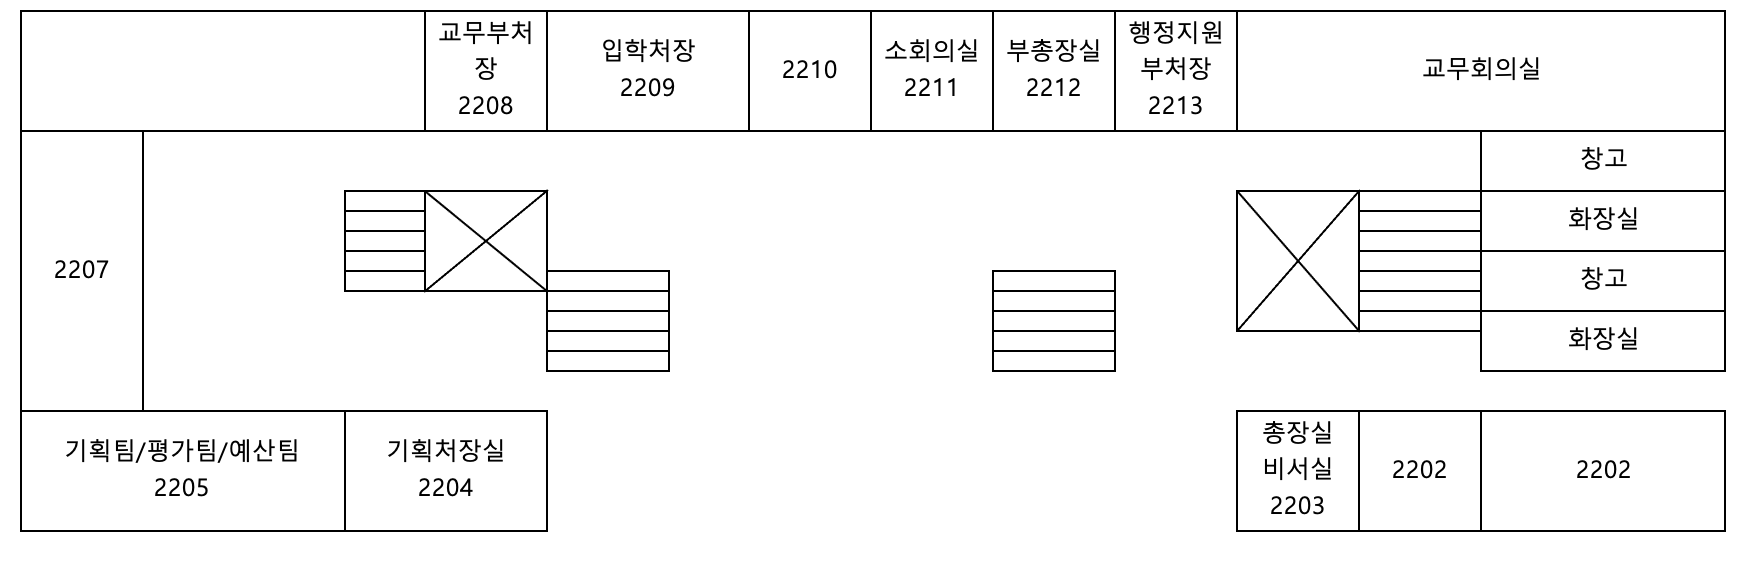 교무부처
장
2208
입학처장
2209
2210
소회의실
2211
부총장실
2212
행정지원
부처장
2213
교무회의실
2207
창고
화장실
창고
화장실
기획팀/평가팀/예산팀
2205
기획처장실
2204
총장실
비서실
2203
2202
2202